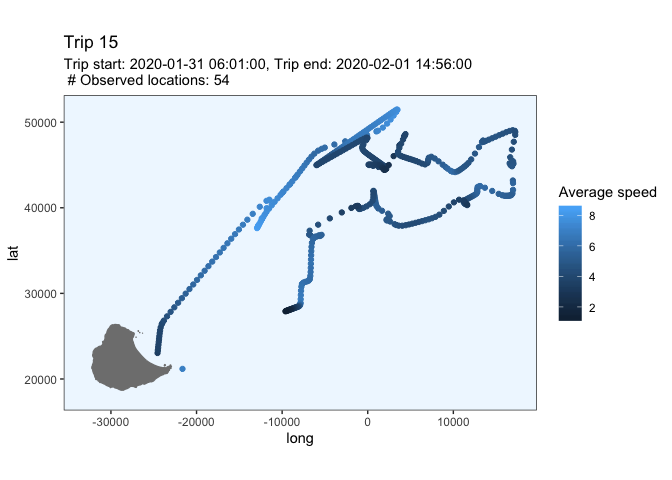 Trip 15
Trip start: 2020-01-31 06:01:00, Trip end: 2020-02-01 14:56:00
# Observed locations: 54
50000
40000
30000
20000
lat
-30000 -20000 -10000 0 10000
long
Average speed
8
6
4
2